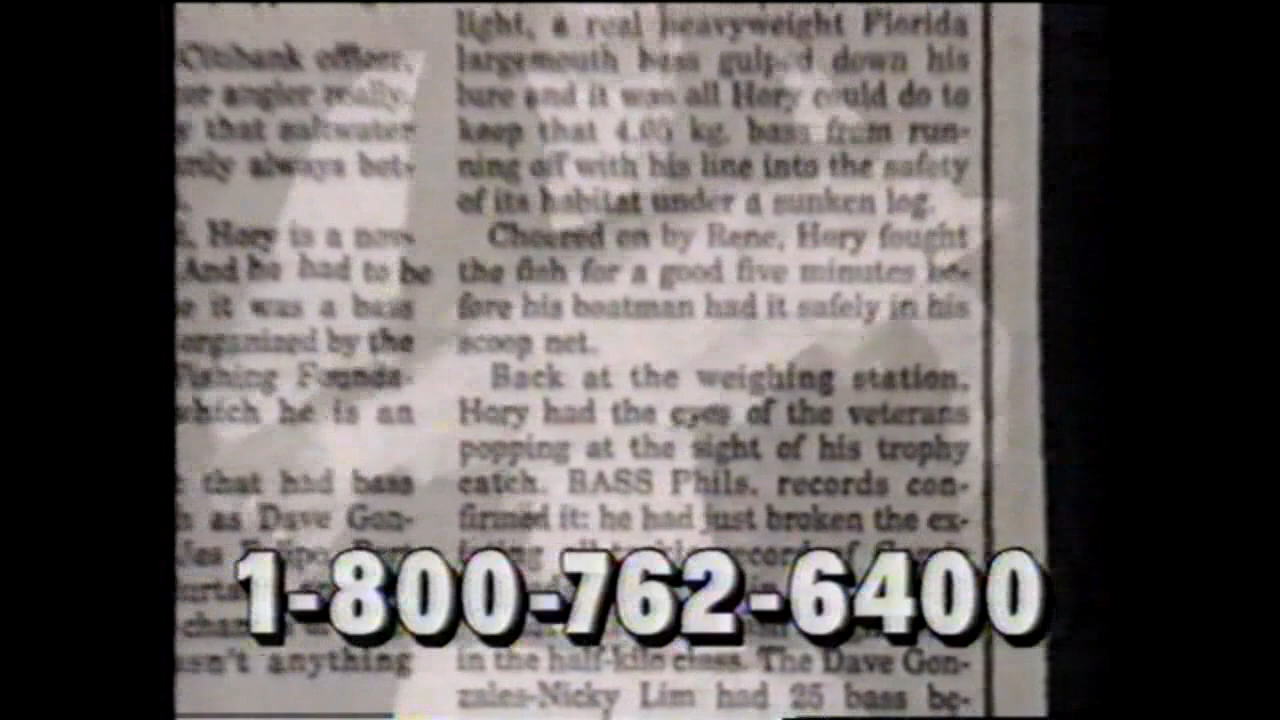 Citibank officer,
angler really.
that saltwater
always bet-
Hory is a nov-
And he had to be
it was a bass
organized by the
Fishing Founda-
which he is an
that had bass
as Dave Gon-
anything
light, a real heavyweight Florida
largemouth bass gulped down his
lure and it was all Hory could do to
keep that 4.05 kg. bass from run-
ning off with his line into the safety
of its habitat under a sunken log.
Cheered on by Rene, Hory fought
the fish for a good five minutes be-
fore his boatman had it safely in his
scoop net.
Back at the weighing station,
Hory had the eyes of the veterans
popping at the sight of his trophy
catch. BASS Phils. records con-
firmed it: he had just broken the ex-
in the half-kilo class. The Dave Gon-
zales-Nicky Lim had 25 bass be-
1-800-762-6400